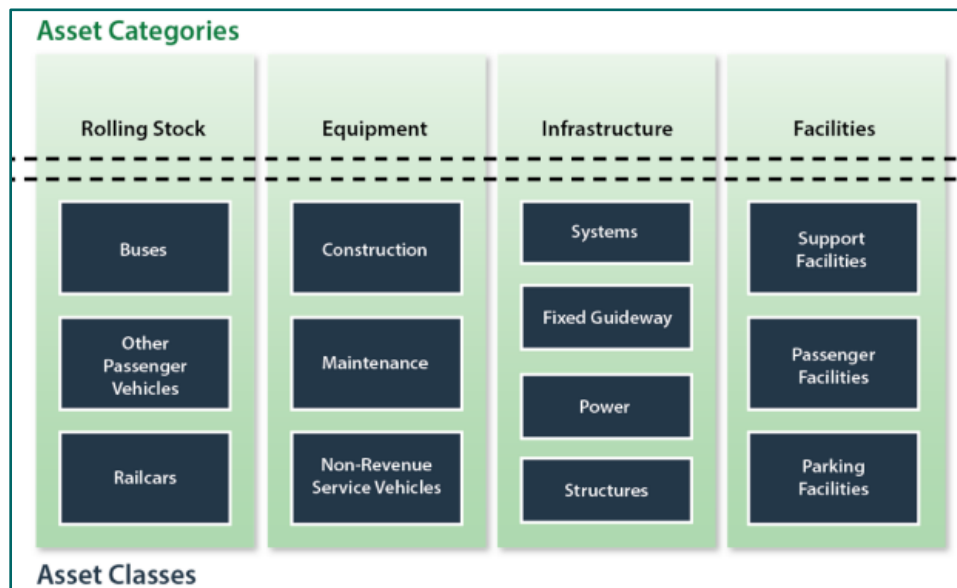 Asset Categories
Rolling Stock
Equipment
Infrastructure
Facilities
Buses
Other
Passenger
Vehicles
Railcars
Construction
Maintenance
Non-Revenue
Service Vehicles
Systems
Fixed Guideway
Power
Structures
Support
Facilities
Passenger
Facilities
Parking
Facilities
Asset Classes